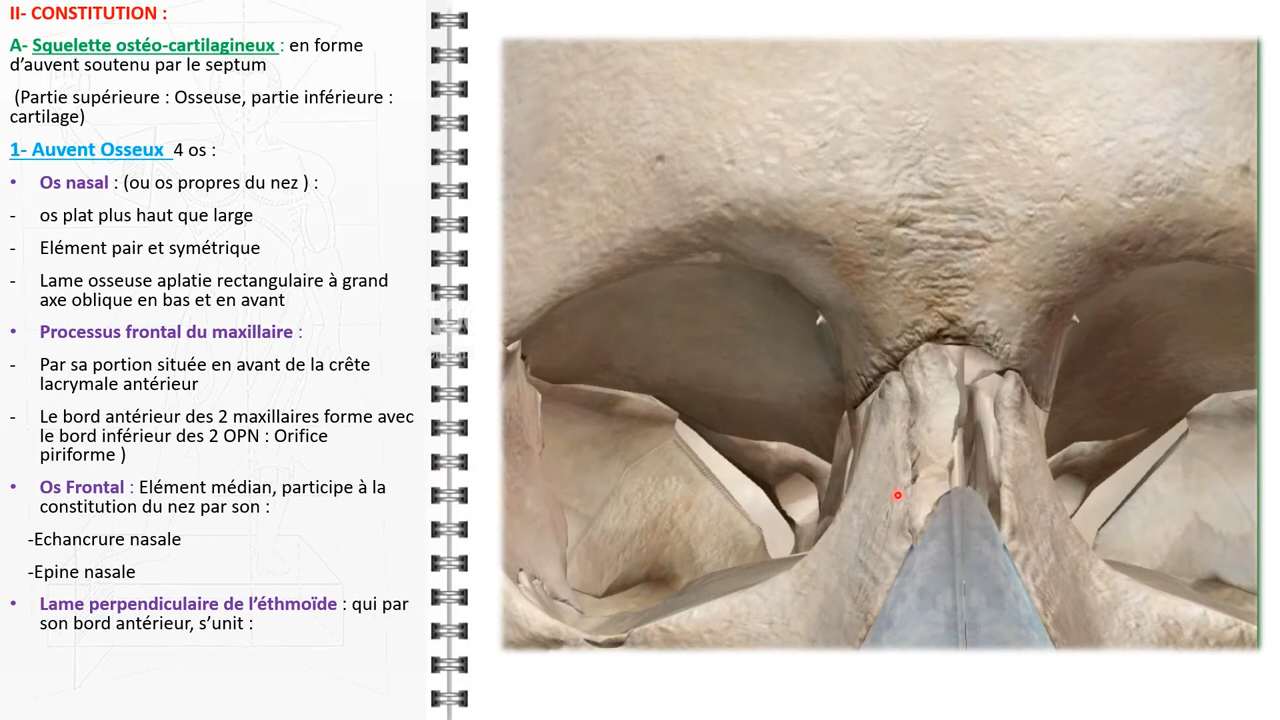 II- CONSTITUTION :
A- Squelette ostéo-cartilagineux : en forme
d’auvent soutenu par le septum
(Partie supérieure : Osseuse, partie inférieure :
cartilage)
1- Auvent Osseux 4 os :
• Os nasal : (ou os propres du nez ) :
- os plat plus haut que large
- Elément pair et symétrique
- Lame osseuse aplatie rectangulaire à grand
axe oblique en bas et en avant
• Processus frontal du maxillaire :
- Par sa portion située en avant de la crête
lacrymale antérieur
- Le bord antérieur des 2 maxillaires forme avec
le bord inférieur des 2 OPN : Orifice
piriforme )
• Os Frontal : Elément médian, participe à la
constitution du nez par son :
-Echancrure nasale
-Epine nasale
• Lame perpendiculaire de l’éthmoïde : qui par
son bord antérieur, s’unit :